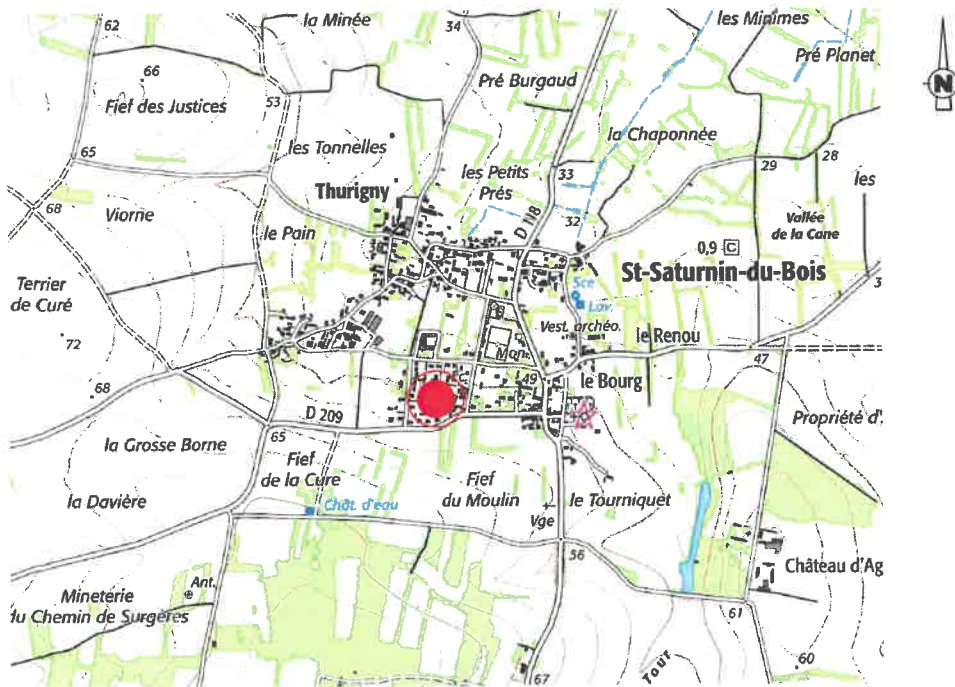 62
la Minée
34
les Minimes
Pré Planet
66
Fief des Justices
53
Pré Burgaud
N
65
les Tonnelles
la Chaponnée
Thurigny
les Petits
Prés
33
29
28
les
68
Viorne
le Pain
D 118
32
Vallée
de la Cane
0,9 C
St-Saturnin-du-Bois
Terrier
de Curé
Sce
Lav.
72
Vest. archéo.
le Renou
Mon.
47
68
49
le Bourg
D 209
Propriété d'
65
la Grosse Borne
Fief
de la Cure
Fief
du Moulin
le Tourniquet
la Davière
Chât. d'eau
Vge
56
Château d'Ag
Ant.
Mineterie
du Chemin de Surgères
61
60
Tour
67